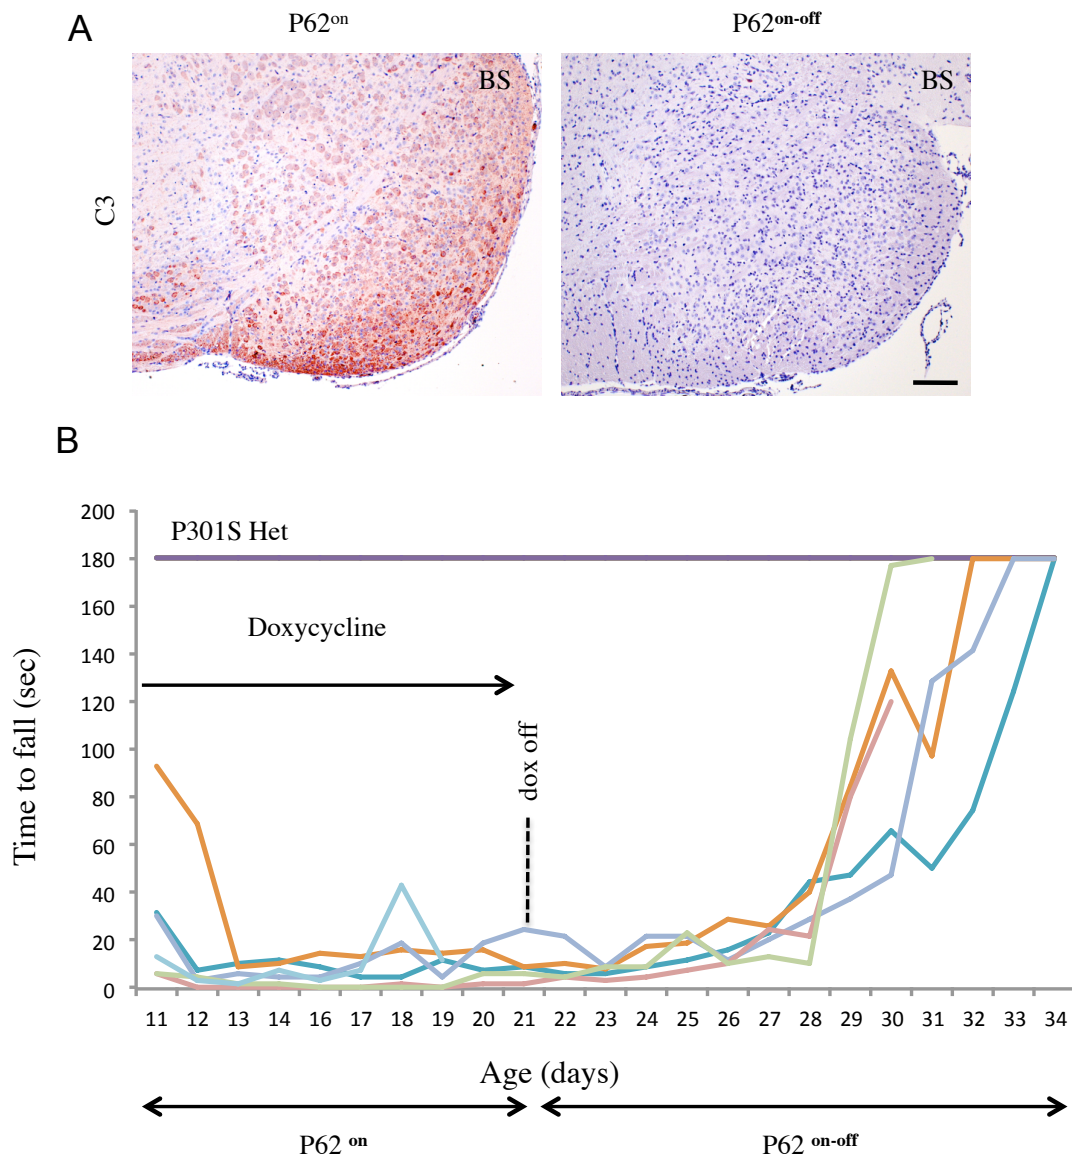 A
P62on
P62on-off
BS
BS
C3
B
200
180
160
140
120
100
80
60
40
20
0
Time to fall (sec)
P301S Het
Doxycycline
dox off
11 12 13 14 16 17 18 19 20 21 22 23 24 25 26 27 28 29 30 31 32 33 34
Age (days)
P62 on
P62 on-off